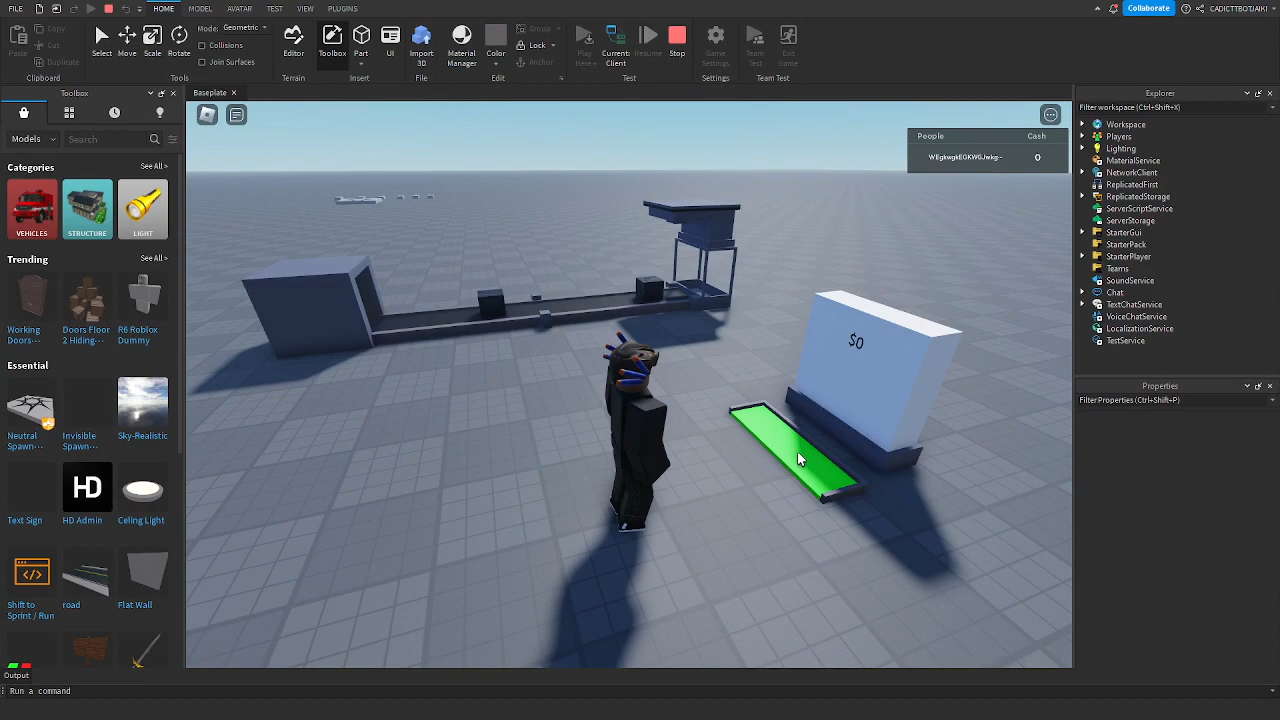 FILE HOME MODEL AVATAR TEST VIEW PLUGINS Collaborate CADICTTBOTJAIKI
Copy Mode: Geometric Group
Paste Cut Select Move Scale Rotate Collisions Editor Toolbox Part UI Import 3D Material Manager Color Lock Play Here Current: Client Resume Stop Game Settings Team Test Exit Game
Duplicate Join Surfaces Anchor
Clipboard Tools Terrain Insert File Edit Test Settings Team Test
Toolbox Baseplate Explorer
Filter workspace (Ctrl+Shift+X)
Models Search
People Cash
0
Categories See All >
VEHICLES STRUCTURE LIGHT
Trending See All >
Working Doors··· Doors Floor 2 Hiding··· R6 Roblox Dummy
Essential
Neutral Spawn··· Invisible Spawn··· Sky-Realistic
HD
Text Sign HD Admin Celing Light
Shift to Sprint / Run road Flat Wall
$0
Workspace
Players
Lighting
MaterialService
NetworkClient
ReplicatedFirst
ReplicatedStorage
ServerScriptService
ServerStorage
StarterGui
StarterPack
StarterPlayer
Teams
SoundService
Chat
TextChatService
VoiceChatService
LocalizationService
TestService
Properties
Filter Properties (Ctrl+Shift+P)
Output
Run a command